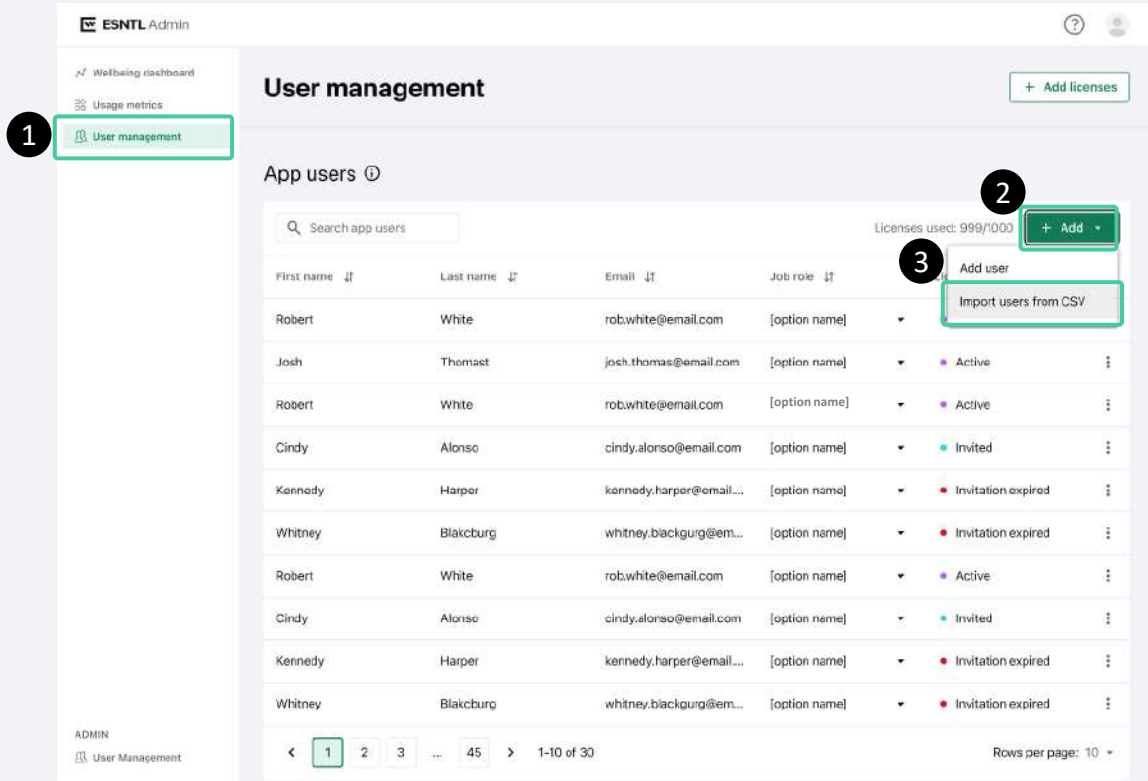 ESNTL Admin
Wellbeing dashboard
Usage metrics
1
User management
User management
+ Add licenses
App users
2
Search app users
Licenses used: 999/1000
+ Add
3
Add user
Import users from CSV
First name Last name Email Job role
Robert White rob.white@email.com [option name]
Josh Thomast josh.thomas@email.com [option name] Active
Robert White rob.white@email.com [option name] Active
Cindy Alonso cindy.alonso@email.com [option name] Invited
Kennedy Harper kennedy.harper@email.... [option name] Invitation expired
Whitney Blakcburg whitney.blackgurg@em... [option name] Invitation expired
Robert White rob.white@email.com [option name] Active
Cindy Alonso cindy.alonso@email.com [option name] Invited
Kennedy Harper kennedy.harper@email.... [option name] Invitation expired
Whitney Blakcburg whitney.blackgurg@em... [option name] Invitation expired
ADMIN
User Management
< 1 2 3 ... 45 > 1-10 of 30
Rows per page: 10